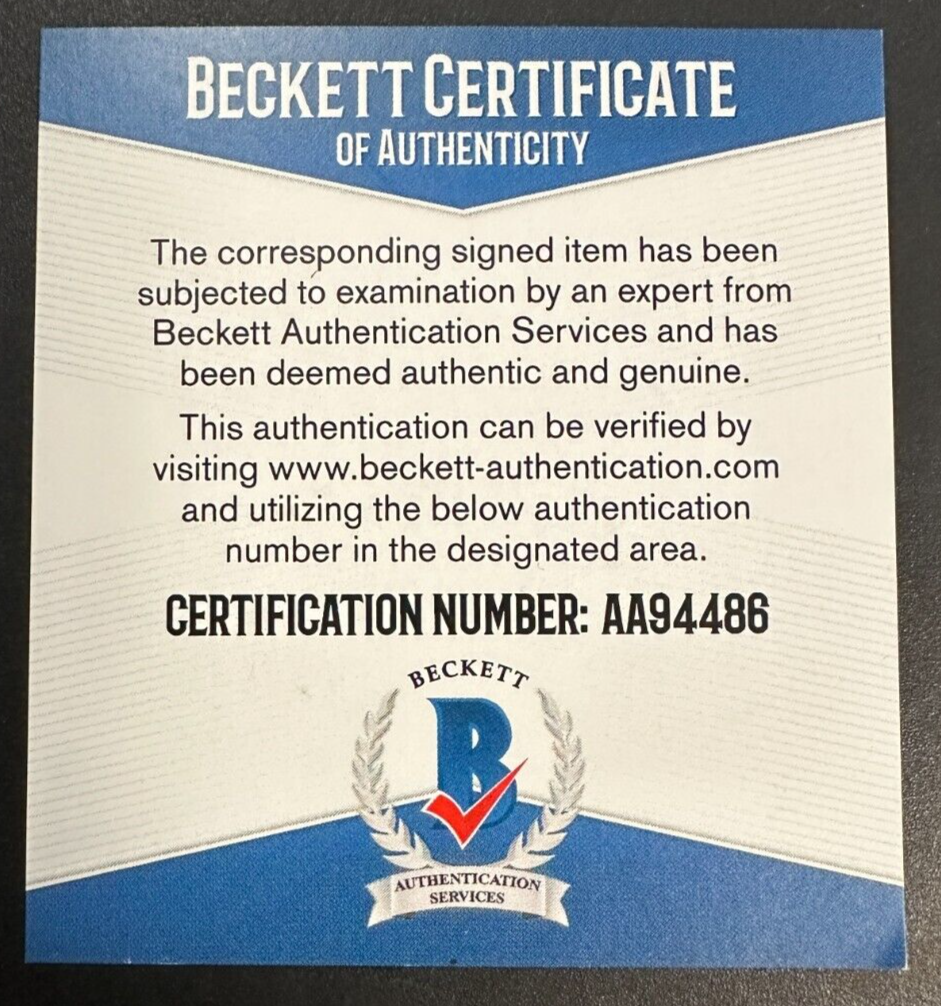 BECKETT CERTIFICATE
OF AUTHENTICITY
The corresponding signed item has been
subjected to examination by an expert from
Beckett Authentication Services and has
been deemed authentic and genuine.
This authentication can be verified by
visiting www.beckett-authentication.com
and utilizing the below authentication
number in the designated area.
CERTIFICATION NUMBER: AA94486
BECKETT
B
AUTHENTICATION
SERVICES